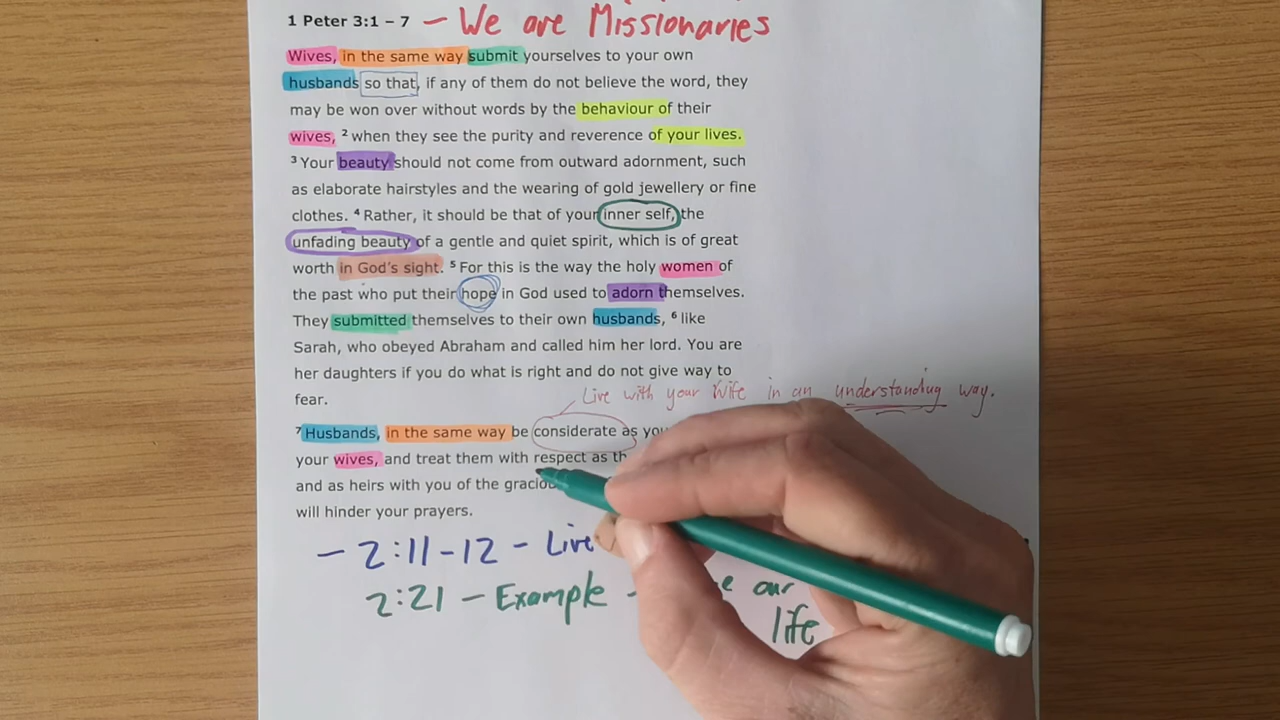 1 Peter 3:1 – 7 – We are Missionaries
Wives, in the same way submit yourselves to your own
husbands so that, if any of them do not believe the word, they
may be won over without words by the behaviour of their
wives, 2 when they see the purity and reverence of your lives.
3 Your beauty should not come from outward adornment, such
as elaborate hairstyles and the wearing of gold jewellery or fine
clothes. 4 Rather, it should be that of your inner self, the
unfading beauty of a gentle and quiet spirit, which is of great
worth in God's sight. 5 For this is the way the holy women of
the past who put their hope in God used to adorn themselves.
They submitted themselves to their own husbands, 6 like
Sarah, who obeyed Abraham and called him her lord. You are
her daughters if you do what is right and do not give way to
fear.
Live with your wife in an understanding way.
7 Husbands, in the same way be considerate as
your wives, and treat them with respect as
and as heirs with you of the
will hinder your prayers.
– 2:11-12 – Live
2:21 – Example – our
life